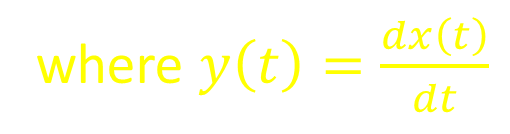 where y(t) = dx(t)/dt